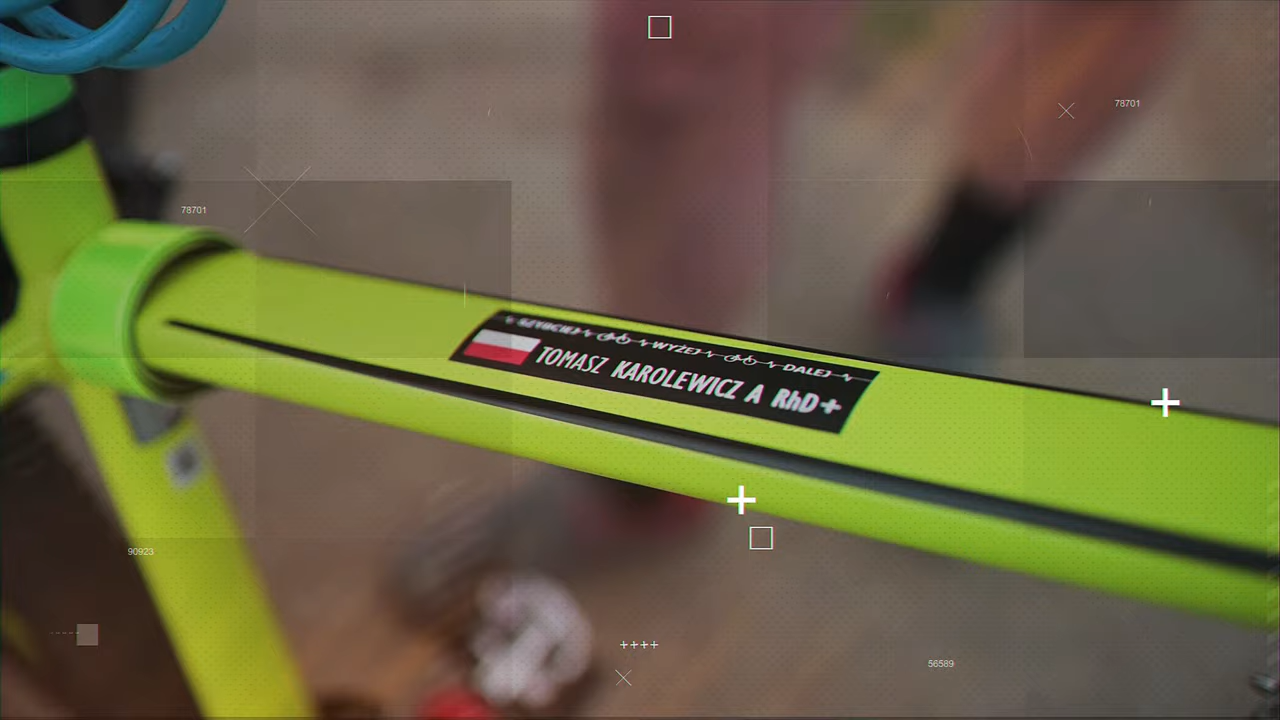 78701
78701
SZYBCIEJ WYŻEJ DALEJ
TOMASZ KAROLEWICZ A RhD+
90923
++++
56589